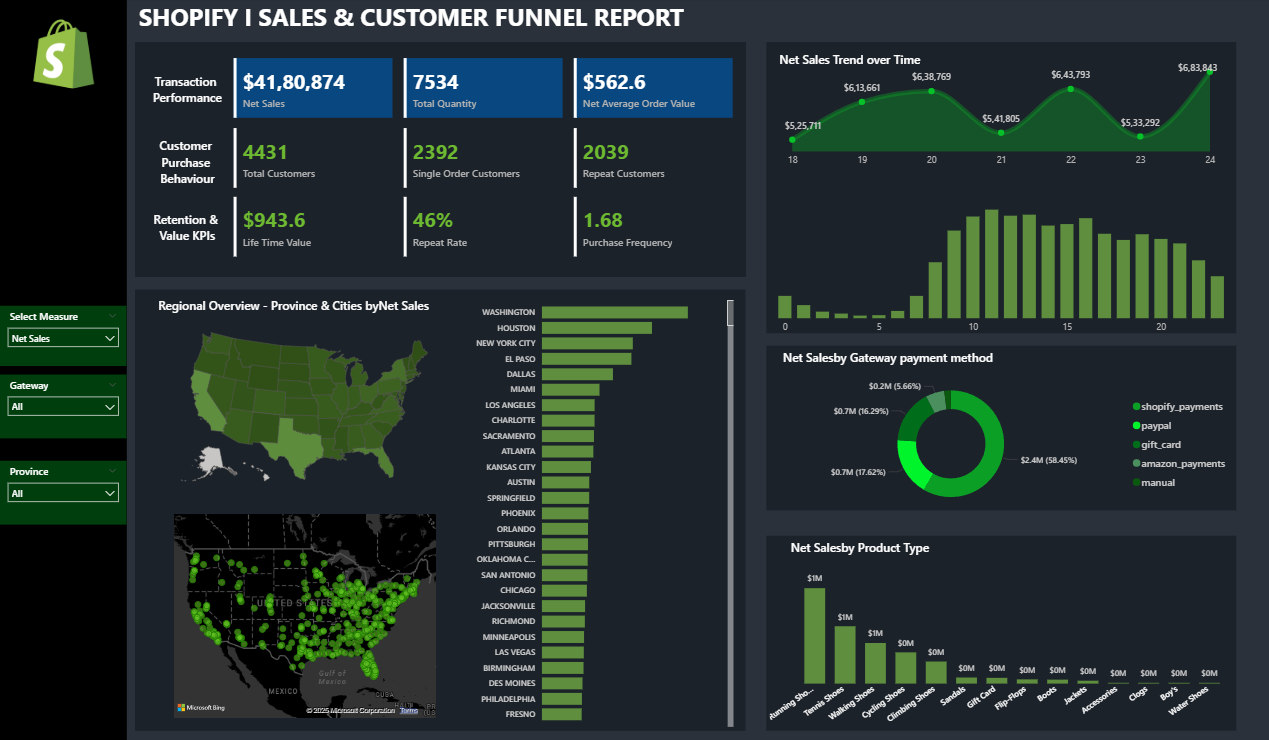 SHOPIFY I SALES & CUSTOMER FUNNEL REPORT
S
Select Measure
Net Sales
Gateway
All
Province
All
Transaction
Performance
$41,80,874
Net Sales
7534
Total Quantity
$562.6
Net Average Order Value
Customer
Purchase
Behaviour
4431
Total Customers
2392
Single Order Customers
2039
Repeat Customers
Retention &
Value KPIs
$943.6
Life Time Value
46%
Repeat Rate
1.68
Purchase Frequency
Regional Overview - Province & Cities byNet Sales
UNITED STATES
Gulf of
Mexico
MEXICO
CUBA
HAITI
PR
(US
Microsoft Bing
© 2025 Microsoft Corporation Terms
WASHINGTON
HOUSTON
NEW YORK CITY
EL PASO
DALLAS
MIAMI
LOS ANGELES
CHARLOTTE
SACRAMENTO
ATLANTA
KANSAS CITY
AUSTIN
SPRINGFIELD
PHOENIX
ORLANDO
PITTSBURGH
OKLAHOMA C...
SAN ANTONIO
CHICAGO
JACKSONVILLE
RICHMOND
MINNEAPOLIS
LAS VEGAS
BIRMINGHAM
DES MOINES
PHILADELPHIA
FRESNO
Net Sales Trend over Time
$5,25,711
$6,13,661
$6,38,769
$5,41,805
$6,43,793
$5,33,292
$6,83,843
18 19 20 21 22 23 24
0 5 10 15 20
Net Salesby Gateway payment method
$0.2M (5.66%)
$0.7M (16.29%)
$0.7M (17.62%)
$2.4M (58.45%)
shopify_payments
paypal
gift_card
amazon_payments
manual
Net Salesby Product Type
$1M $1M $1M $0M $0M $0M $0M $0M $0M $0M $0M $0M $0M $0M
Running Sho...
Tennis Shoes
Walking Shoes
Cycling Shoes
Climbing Shoes
Sandals
Gift Card
Flip-Flops
Boots
Jackets
Accessories
Clogs
Boy's
Water Shoes